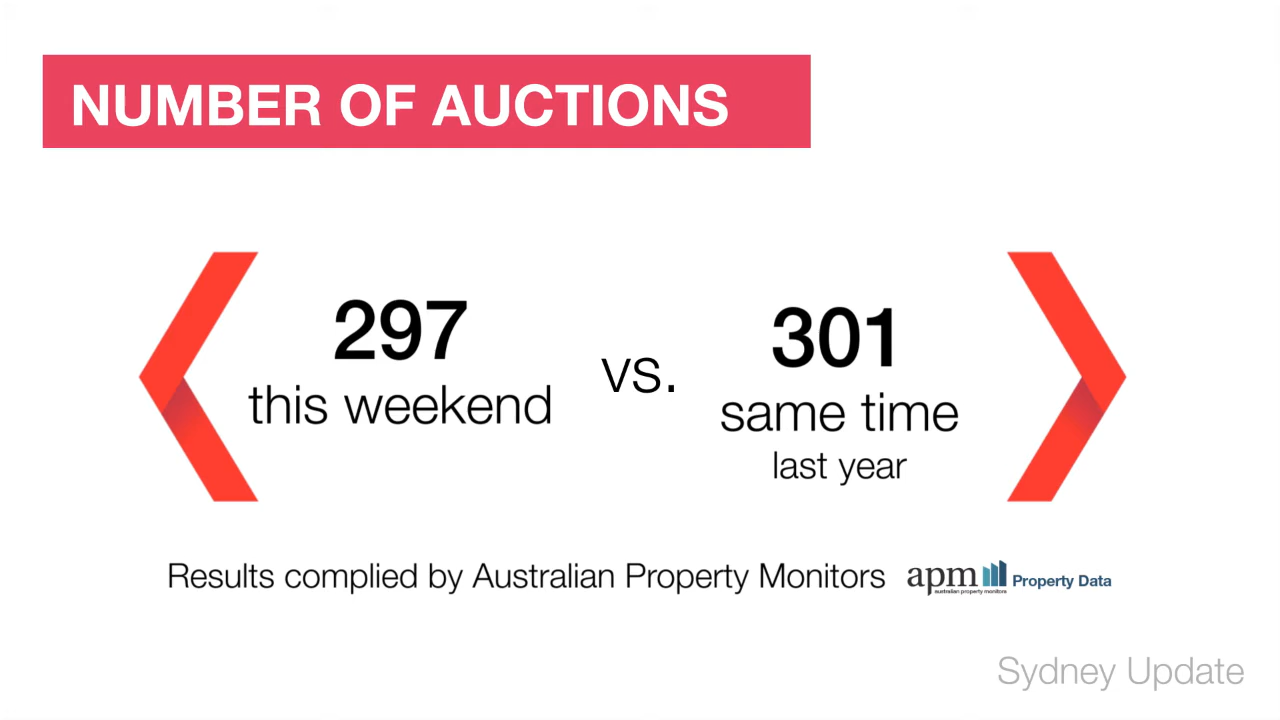 NUMBER OF AUCTIONS
297
this weekend
vs.
301
same time
last year
Results complied by Australian Property Monitors
apm Property Data
australian property monitors
Sydney Update